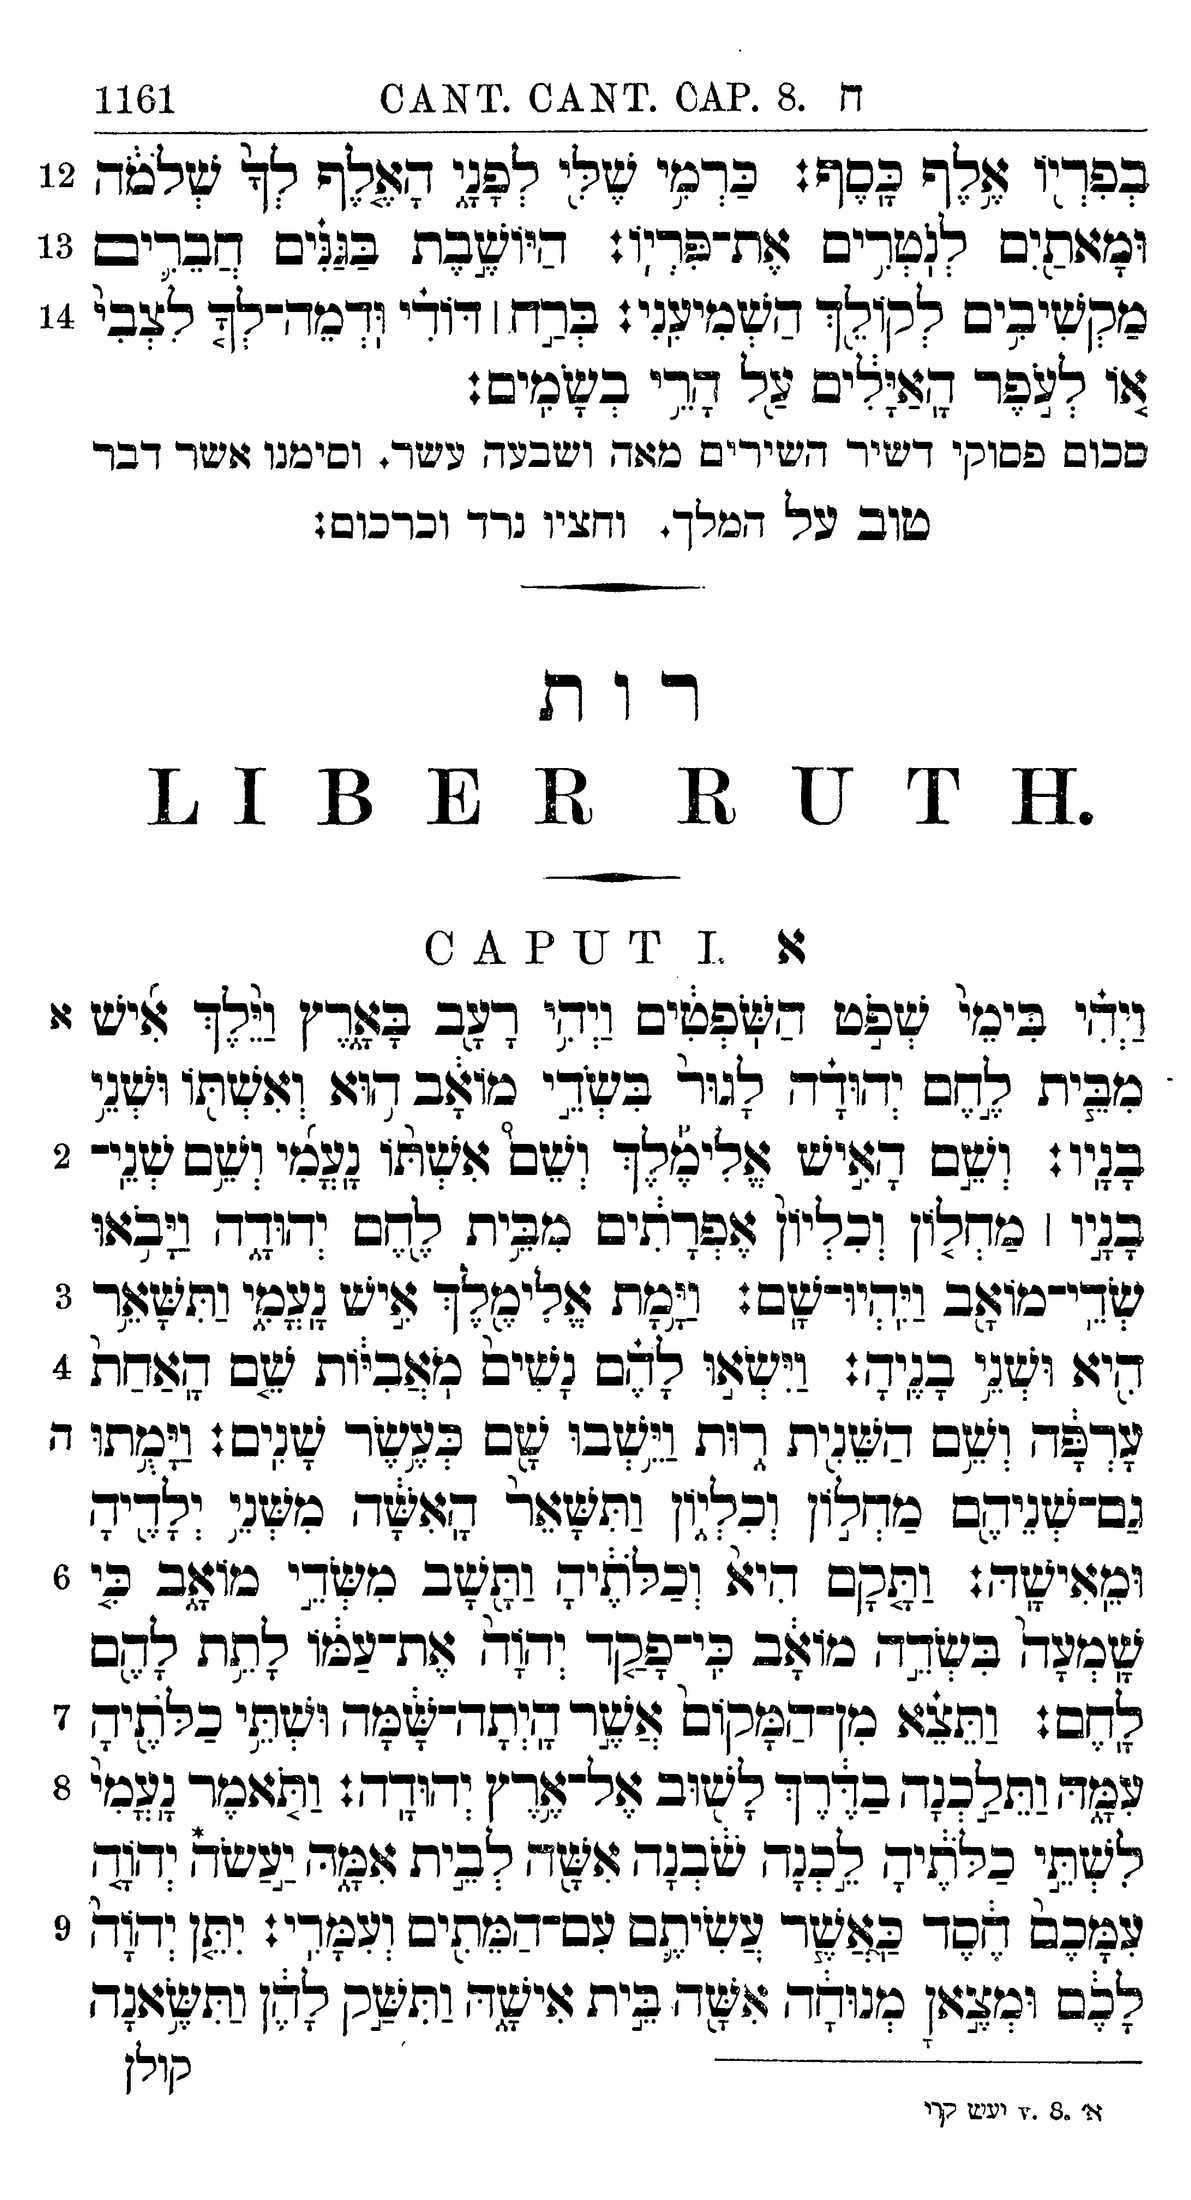 1161 CANT. CANT. CAP. 8. ח
12 בְּפִרְי֖וֹ אֶ֥לֶף כָּֽסֶף׃ כַּרְמִ֥י שֶׁלִּ֖י לְפָנָ֑י הָאֶ֤לֶף לְךָ֙ שְׁלֹמֹ֔ה
13 וּמָאתַ֖יִם לְנֹטְרִ֥ים אֶת־פִּרְיֽוֹ׃ הַיּוֹשֶׁ֣בֶת בַּגַּנִּ֗ים חֲבֵרִ֛ים
14 מַקְשִׁיבִ֥ים לְקוֹלֵ֖ךְ הַשְׁמִיעִֽנִי׃ בְּרַ֣ח ׀ דּוֹדִ֗י וּֽדְמֵה־לְךָ֤ לִצְבִי֙
א֚וֹ לְעֹ֣פֶר הָֽאַיָּלִ֔ים עַ֖ל הָרֵ֥י בְשָׂמִֽים׃
סכום פסוקי דשיר השירים מאה ושבעה עשר. וסימנו אשר דבר
טוב על המלך. וחציו נרד וכרכום׃
רות
LIBER RUTH.
CAPUT I. א
א וַיְהִ֗י בִּימֵי֙ שְׁפֹ֣ט הַשֹּֽׁפְטִ֔ים וַיְהִ֥י רָעָ֖ב בָּאָ֑רֶץ וַיֵּ֨לֶךְ אִ֜ישׁ
מִבֵּ֧ית לֶ֣חֶם יְהוּדָ֗ה לָגוּר֙ בִּשְׂדֵ֣י מוֹאָ֔ב ה֥וּא וְאִשְׁתּ֖וֹ וּשְׁנֵ֥י
2 בָנָֽיו׃ וְשֵׁ֣ם הָאִ֣ישׁ אֱ‍ֽלִימֶ֡לֶךְ וְשֵׁם֩ אִשְׁתּ֨וֹ נָֽעֳמִ֜י וְשֵׁ֥ם שְׁנֵֽי־
בָנָ֣יו ׀ מַחְל֤וֹן וְכִלְיוֹן֙ אֶפְרָתִ֔ים מִבֵּ֥ית לֶ֖חֶם יְהוּדָ֑ה וַיָּבֹ֥אוּ
3 שְׂדֵֽי־מוֹאָ֖ב וַיִּֽהְיוּ־שָֽׁם׃ וַיָּ֥מָת אֱלִימֶ֖לֶךְ אִ֣ישׁ נָֽעֳמִ֑י וַתִּשָּׁאֵ֥ר
4 הִ֖יא וּשְׁנֵ֥י בָנֶֽיהָ׃ וַיִּשְׂא֣וּ לָהֶ֗ם נָשִׁים֙ מֹֽאֲבִיּ֔וֹת שֵׁ֤ם הָֽאַחַת֙
ה עָרְפָּ֔ה וְשֵׁ֥ם הַשֵּׁנִ֖ית ר֑וּת וַיֵּ֥שְׁבוּ שָׁ֖ם כְּעֶ֥שֶׂר שָׁנִֽים׃ וַיָּמֻ֥תוּ
גַם־שְׁנֵיהֶ֖ם מַחְל֣וֹן וְכִלְי֑וֹן וַתִּשָּׁאֵר֙ הָֽאִשָּׁ֔ה מִשְּׁנֵ֥י יְלָדֶ֖יהָ
6 וּמֵֽאִישָֽׁהּ׃ וַתָּ֤קָם הִיא֙ וְכַלֹּתֶ֔יהָ וַתָּ֖שָׁב מִשְּׂדֵ֣י מוֹאָ֑ב כִּ֤י
שָֽׁמְעָה֙ בִּשְׂדֵ֣ה מוֹאָ֔ב כִּֽי־פָקַ֤ד יְהוָֹה֙ אֶת־עַמּ֔וֹ לָתֵ֥ת לָהֶ֖ם
7 לָֽחֶם׃ וַתֵּצֵ֗א מִן־הַמָּקוֹם֙ אֲשֶׁ֣ר הָֽיְתָה־שָּׁ֔מָּה וּשְׁתֵּ֥י כַלֹּתֶ֖יהָ
8 עִמָּ֑הּ וַתֵּלַ֣כְנָה בַדֶּ֔רֶךְ לָשׁ֖וּב אֶל־אֶ֥רֶץ יְהוּדָֽה׃ וַתֹּ֤אמֶר נָֽעֳמִי֙
לִשְׁתֵּ֣י כַלֹּתֶ֔יהָ לֵ֣כְנָה שֹּׁ֔בְנָה אִשָּׁ֖ה לְבֵ֣ית אִמָּ֑הּ יַ֣עֲשֹה* יְהוָֹ֤ה
9 עִמָּכֶם֙ חֶ֔סֶד כַּֽאֲשֶׁ֧ר עֲשִׂיתֶ֛ם עִם־הַמֵּתִ֖ים וְעִמָּדִֽי׃ יִתֵּ֤ן יְהוָֹה֙
לָכֶ֔ם וּמְצֶ֣אןָ מְנוּחָ֔ה אִשָּׁ֖ה בֵּ֣ית אִישָׁ֑הּ וַתִּשַּׁ֣ק לָהֶ֔ן וַתִּשֶּׂ֥אנָה
קולן
א׳ v. 8. יעש קרי